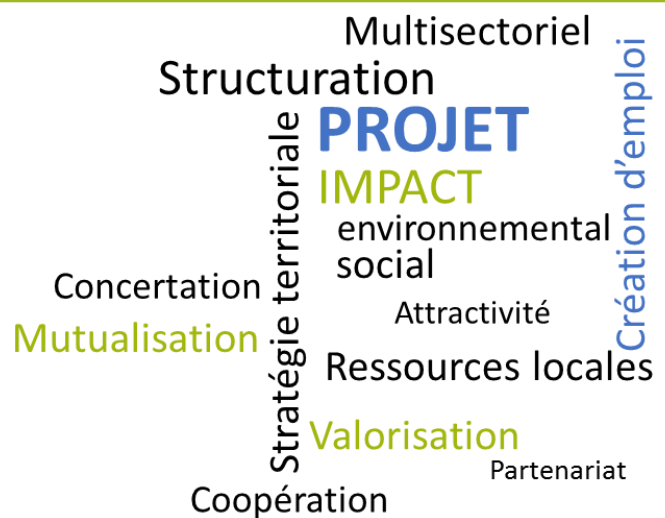 Multisectoriel
Structuration
PROJET
Création d'emploi
Stratégie territoriale
IMPACT
environnemental
social
Concertation
Attractivité
Mutualisation
Ressources locales
Valorisation
Partenariat
Coopération